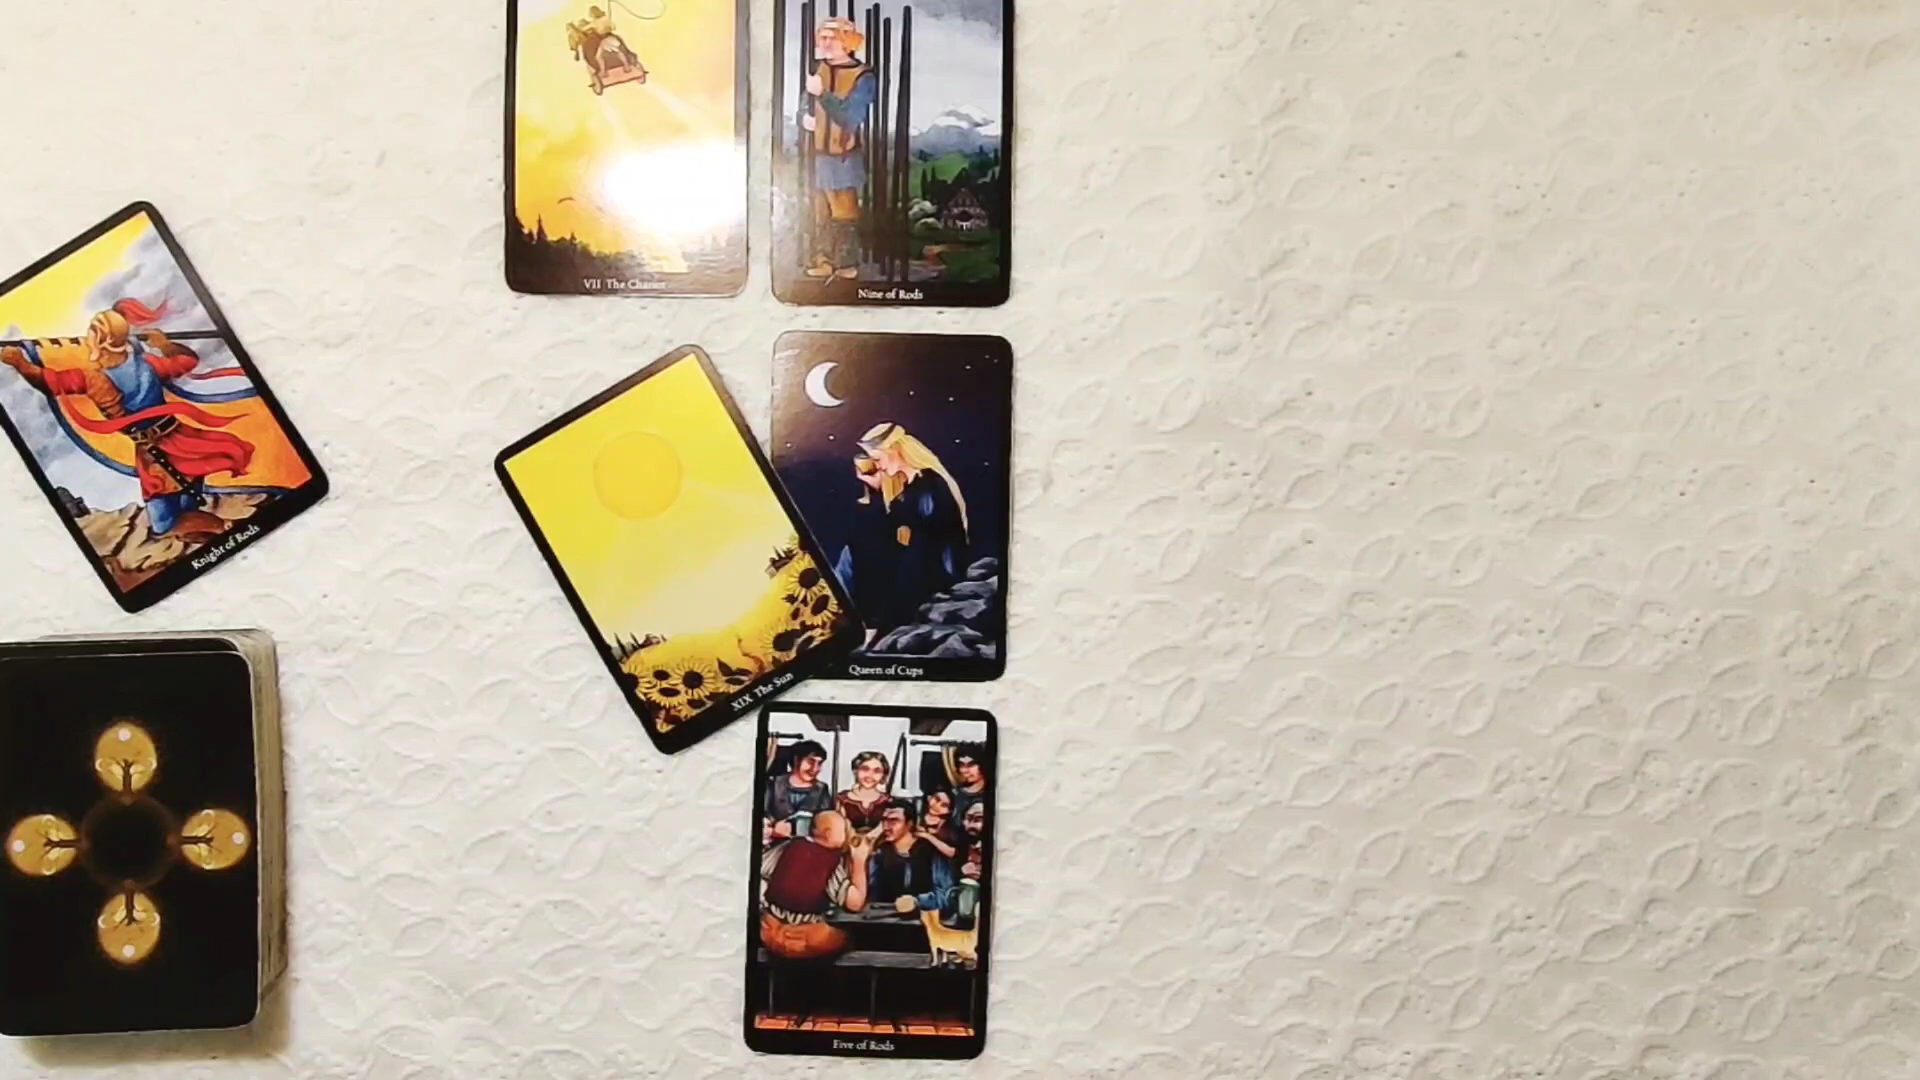 VII The Chariot
Nine of Rods
Knight of Rods
Queen of Cups
XIX The Sun
Five of Rods